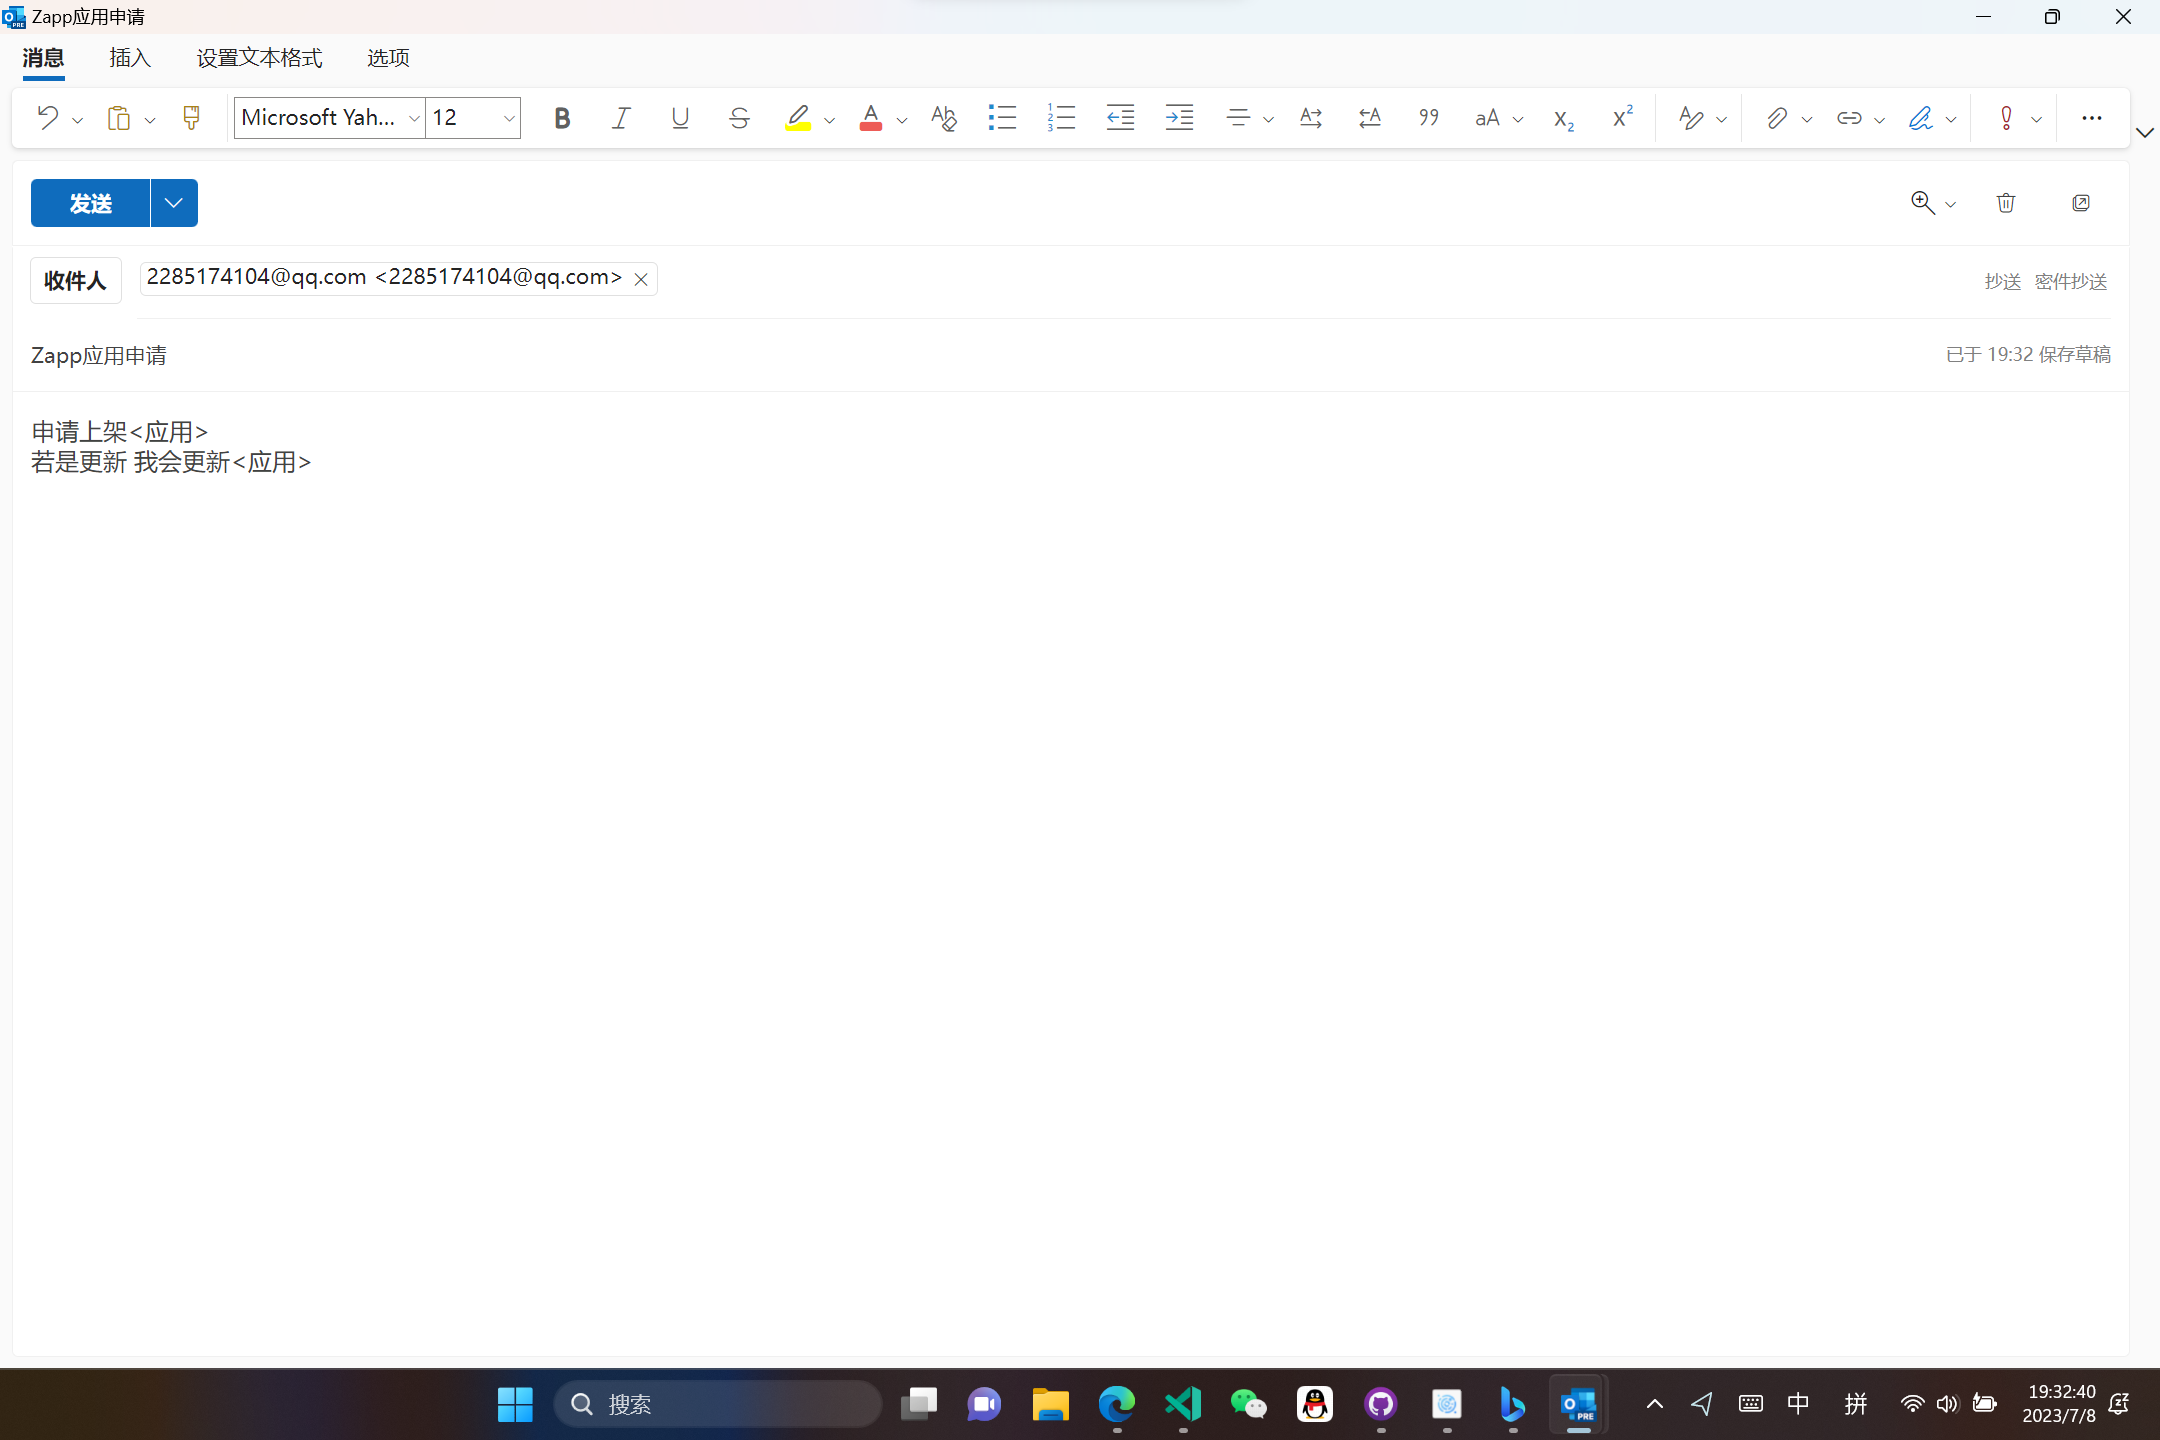 Zapp应用申请
消息 插入 设置文本格式 选项
Microsoft Yah... 12
发送
收件人 2285174104@qq.com <2285174104@qq.com> 抄送 密件抄送
Zapp应用申请 已于 19:32 保存草稿
申请上架<应用>
若是更新 我会更新<应用>
搜索 中 拼 19:32:40
2023/7/8